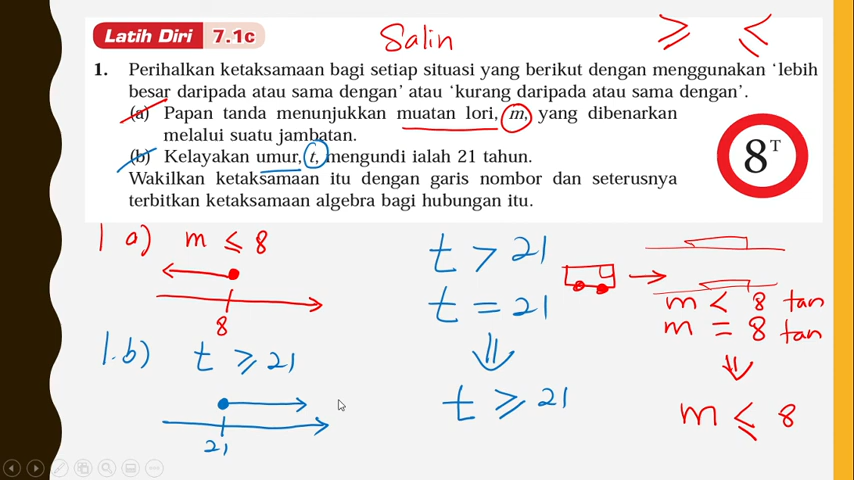 Latih Diri 7.1c
Salin
≥ <
1. Perihalkan ketaksamaan bagi setiap situasi yang berikut dengan menggunakan ‘lebih
besar daripada atau sama dengan’ atau ‘kurang daripada atau sama dengan’.
(a) Papan tanda menunjukkan muatan lori, m, yang dibenarkan
melalui suatu jambatan.
(b) Kelayakan umur, t, mengundi ialah 21 tahun.
Wakilkan ketaksamaan itu dengan garis nombor dan seterusnya
terbitkan ketaksamaan algebra bagi hubungan itu.
8T
1 a) m ≤ 8
8
1.b) t ≥ 21
21
t > 21
t = 21
⇓
t ≥ 21
m < 8 tan
m = 8 tan
⇓
m ≤ 8